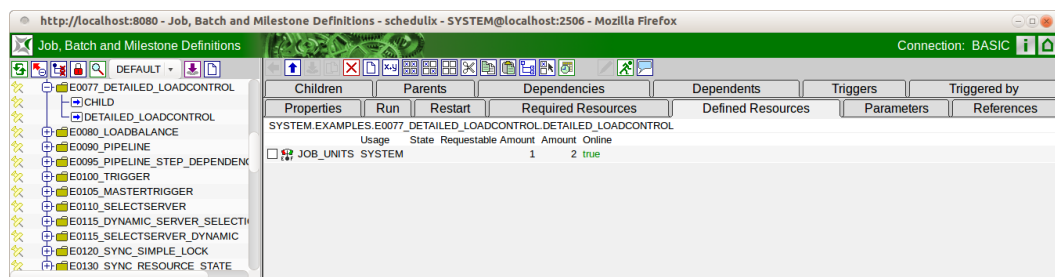 http://localhost:8080 - Job, Batch and Milestone Definitions - schedulix - SYSTEM@localhost:2506 - Mozilla Firefox
Job, Batch and Milestone Definitions
Connection: BASIC
DEFAULT
E0077_DETAILED_LOADCONTROL
CHILD
DETAILED_LOADCONTROL
E0080_LOADBALANCE
E0090_PIPELINE
E0095_PIPELINE_STEP_DEPENDEN
E0100_TRIGGER
E0105_MASTERTRIGGER
E0110_SELECTSERVER
E0115_DYNAMIC_SERVER_SELECTI
E0115_SELECTSERVER_DYNAMIC
E0120_SYNC_SIMPLE_LOCK
E0130_SYNC_RESOURCE_STATE
x,y
Children Parents Dependencies Dependents Triggers Triggered by
Properties Run Restart Required Resources Defined Resources Parameters References
SYSTEM.EXAMPLES.E0077_DETAILED_LOADCONTROL.DETAILED_LOADCONTROL
Usage State Requestable Amount Amount Online
JOB_UNITS SYSTEM 1 2 true